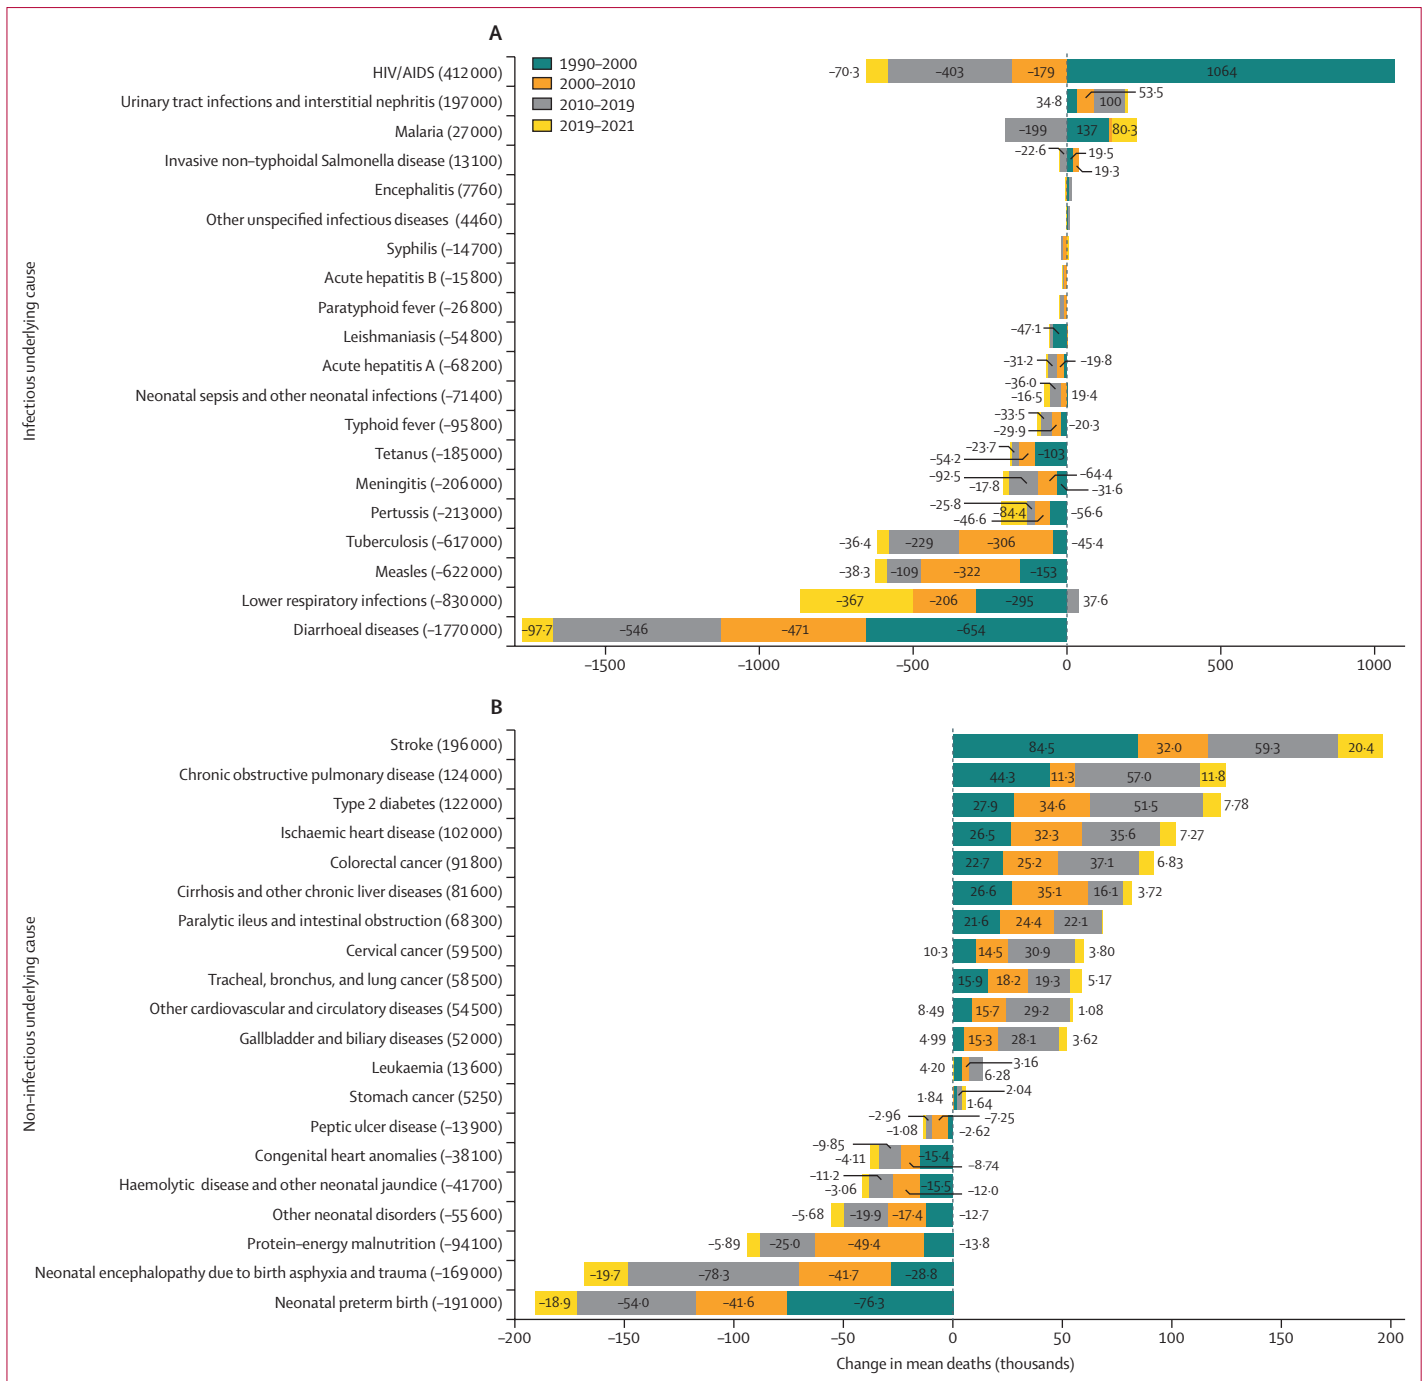 A
1990–2000
2000–2010
2010–2019
2019–2021
Infectious underlying cause
HIV/AIDS (412 000) –70·3 –403 –179 1064
Urinary tract infections and interstitial nephritis (197 000) 34·8 100 53·5
Malaria (27 000) –199 137 80·3
Invasive non–typhoidal Salmonella disease (13 100) –22·6 19·5 19·3
Encephalitis (7760)
Other unspecified infectious diseases (4460)
Syphilis (–14 700)
Acute hepatitis B (–15 800)
Paratyphoid fever (–26 800)
Leishmaniasis (–54 800) –47·1
Acute hepatitis A (–68 200) –31·2 –19·8
Neonatal sepsis and other neonatal infections (–71 400) –36·0 –16·5 19·4
Typhoid fever (–95 800) –33·5 –29·9 –20·3
Tetanus (–185 000) –23·7 –54·2 –103
Meningitis (–206 000) –92·5 –17·8 –64·4 –31·6
Pertussis (–213 000) –25·8 –46·6 –84·4 –56·6
Tuberculosis (–617 000) –36·4 –229 –306 –45·4
Measles (–622 000) –38·3 –109 –322 –153
Lower respiratory infections (–830 000) –367 –206 –295 37·6
Diarrhoeal diseases (–1770 000) –97·7 –546 –471 –654
–1500 –1000 –500 0 500 1000
B
Non–infectious underlying cause
Stroke (196 000) 84·5 32·0 59·3 20·4
Chronic obstructive pulmonary disease (124 000) 44·3 11·3 57·0 11·8
Type 2 diabetes (122 000) 27·9 34·6 51·5 7·78
Ischaemic heart disease (102 000) 26·5 32·3 35·6 7·27
Colorectal cancer (91 800) 22·7 25·2 37·1 6·83
Cirrhosis and other chronic liver diseases (81 600) 26·6 35·1 16·1 3·72
Paralytic ileus and intestinal obstruction (68 300) 21·6 24·4 22·1
Cervical cancer (59 500) 10·3 14·5 30·9 3·80
Tracheal, bronchus, and lung cancer (58 500) 15·9 18·2 19·3 5·17
Other cardiovascular and circulatory diseases (54 500) 8·49 15·7 29·2 1·08
Gallbladder and biliary diseases (52 000) 4·99 15·3 28·1 3·62
Leukaemia (13 600) 4·20 3·16 6·28
Stomach cancer (5250) 1·84 2·04 1·64
Peptic ulcer disease (–13 900) –2·96 –1·08 –7·25 –2·62
Congenital heart anomalies (–38 100) –9·85 –4·11 –15·4 –8·74
Haemolytic disease and other neonatal jaundice (–41 700) –11·2 –3·06 –15·5 –12·0
Other neonatal disorders (–55 600) –5·68 –19·9 –17·4 –12·7
Protein–energy malnutrition (–94 100) –5·89 –25·0 –49·4 –13·8
Neonatal encephalopathy due to birth asphyxia and trauma (–169 000) –19·7 –78·3 –41·7 –28·8
Neonatal preterm birth (–191 000) –18·9 –54·0 –41·6 –76·3
–200 –150 –100 –50 0 50 100 150 200
Change in mean deaths (thousands)